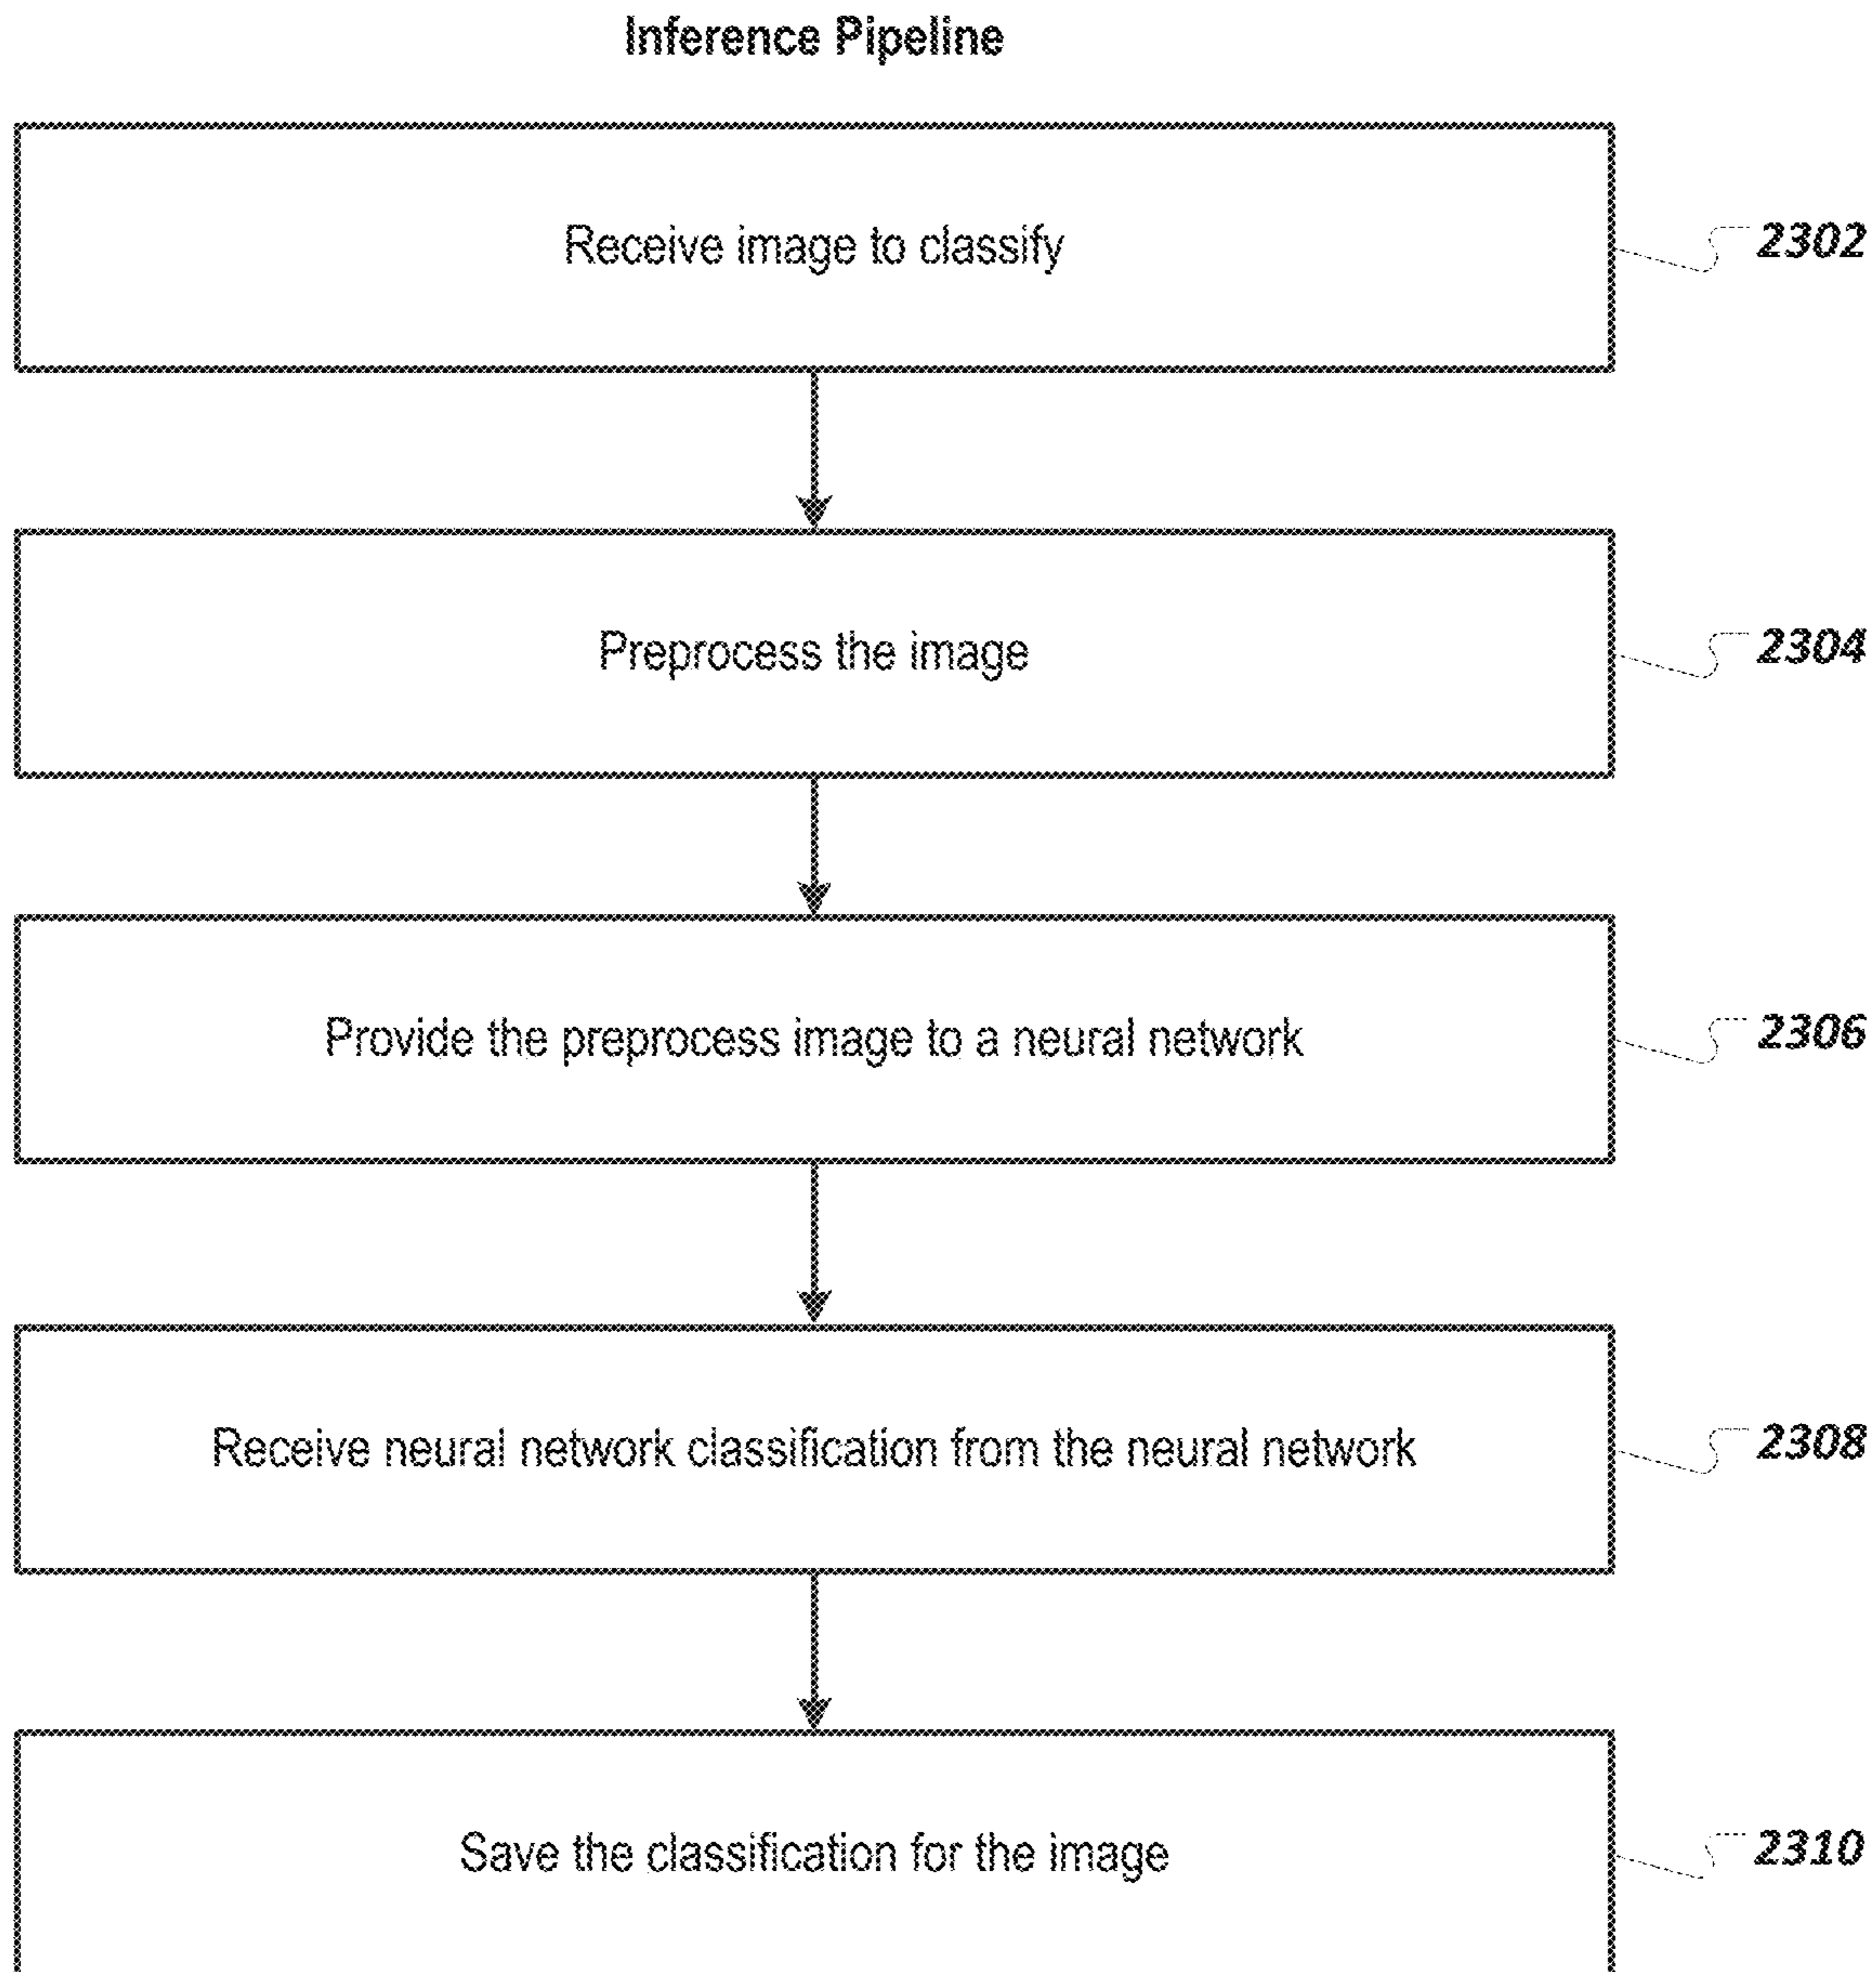 Inference Pipeline
Receive image to classify
2302
Preprocess the image
2304
Provide the preprocess image to a neural network
2306
Receive neural network classification from the neural network
2308
Save the classification for the image
2310